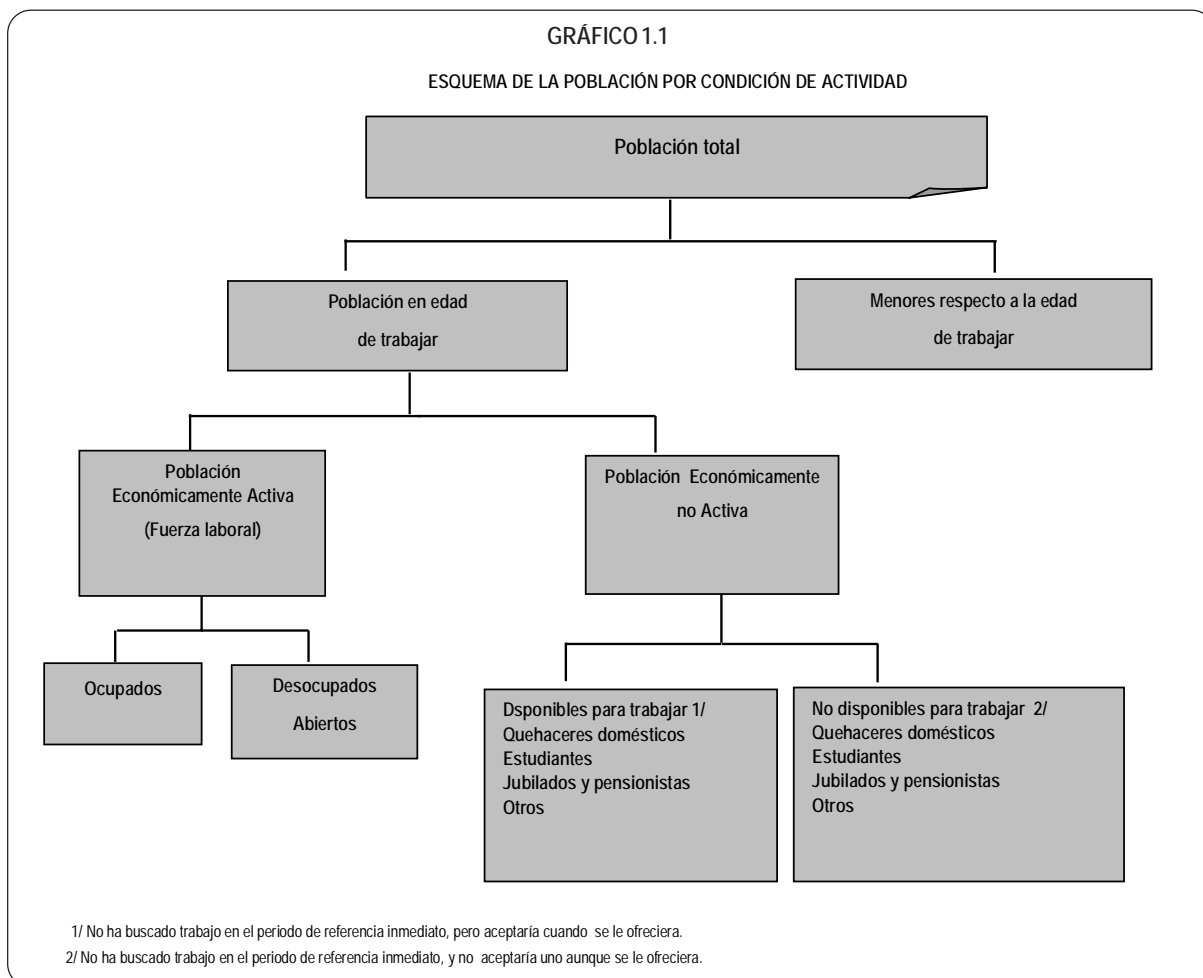 GRÁFICO 1.1
ESQUEMA DE LA POBLACIÓN POR CONDICIÓN DE ACTIVIDAD
Población total
Población en edad
de trabajar
Menores respecto a la edad
de trabajar
Población
Económicamente Activa
(Fuerza laboral)
Población Económicamente
no Activa
Ocupados
Desocupados
Abiertos
Dsponibles para trabajar 1/
Quehaceres domésticos
Estudiantes
Jubilados y pensionistas
Otros
No disponibles para trabajar 2/
Quehaceres domésticos
Estudiantes
Jubilados y pensionistas
Otros
1/ No ha buscado trabajo en el periodo de referencia inmediato, pero aceptaría cuando se le ofreciera.
2/ No ha buscado trabajo en el periodo de referencia inmediato, y no aceptaría uno aunque se le ofreciera.